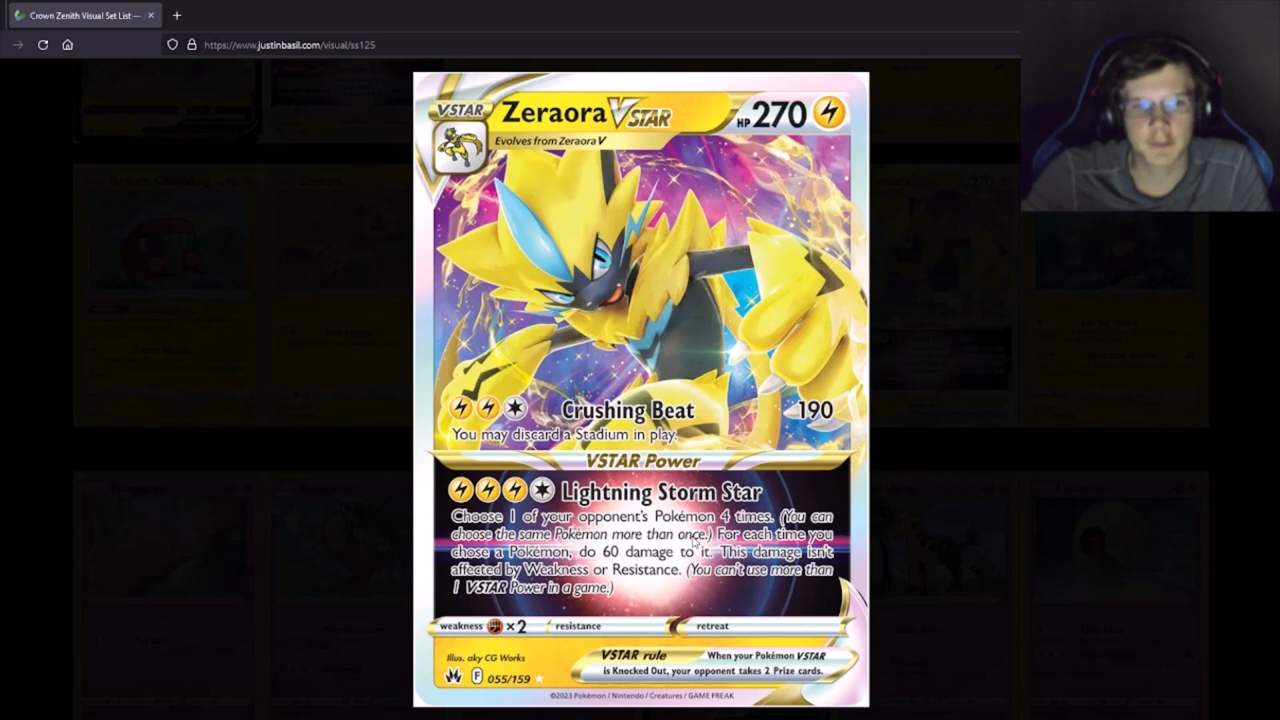 Crown Zenith Visual Set List —
https://www.justinbasil.com/visual/ss125
VSTAR
Zeraora VSTAR
HP 270
Evolves from Zeraora V
Crushing Beat 190
You may discard a Stadium in play.
VSTAR Power
Lightning Storm Star
Choose 1 of your opponent's Pokémon 4 times. (You can
choose the same Pokémon more than once.) For each time you
chose a Pokémon, do 60 damage to it. This damage isn't
affected by Weakness or Resistance. (You can't use more than
1 VSTAR Power in a game.)
weakness ×2 resistance retreat
Illus. aky CG Works
F 055/159
VSTAR rule When your Pokémon VSTAR
is Knocked Out, your opponent takes 2 Prize cards.
©2023 Pokémon / Nintendo / Creatures / GAME FREAK